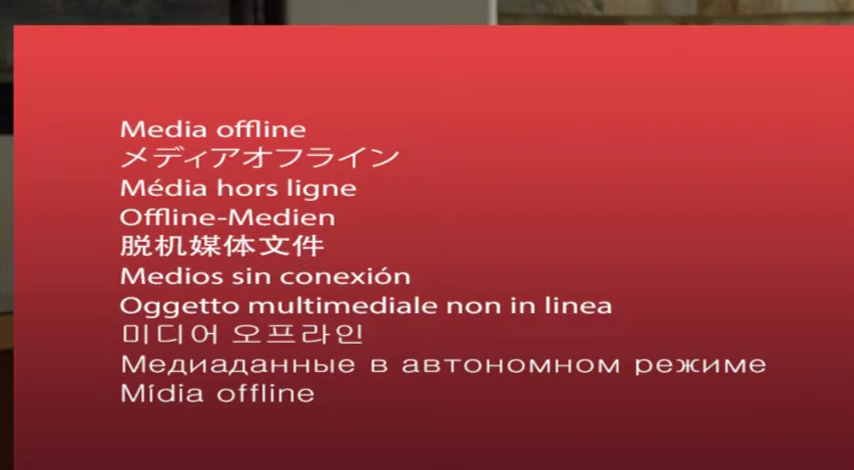 Media offline
メディアオフライン
Média hors ligne
Offline-Medien
脱机媒体文件
Medios sin conexión
Oggetto multimediale non in linea
미디어 오프라인
Медиаданные в автономном режиме
Mídia offline